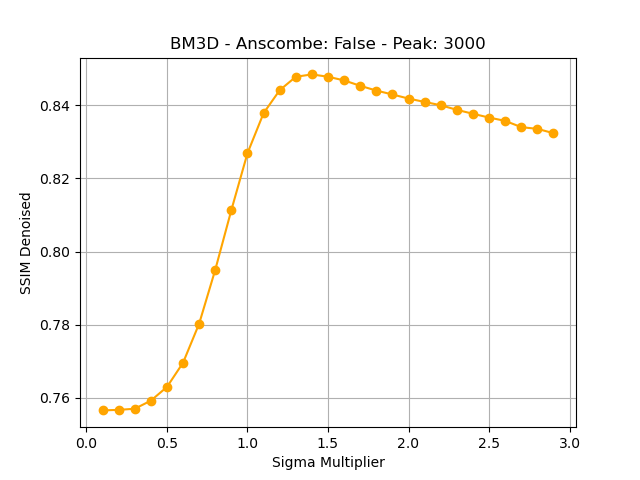 BM3D - Anscombe: False - Peak: 3000
SSIM Denoised
0.84
0.82
0.80
0.78
0.76
0.0 0.5 1.0 1.5 2.0 2.5 3.0
Sigma Multiplier